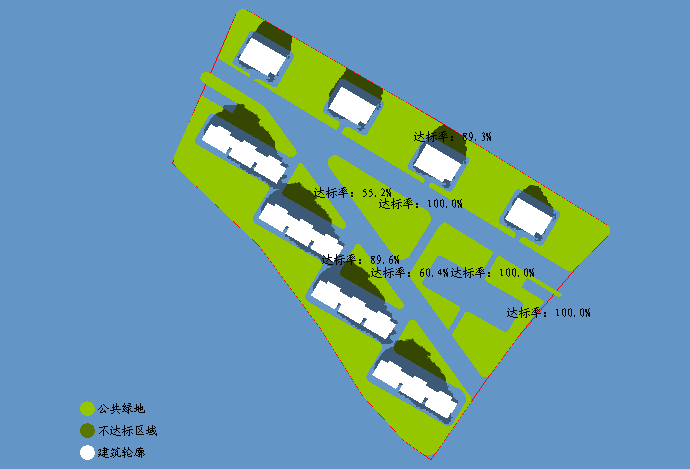 达标率: 89.3%
达标率: 55.2%
达标率: 100.0%
达标率: 89.6%
达标率: 60.4%
达标率: 100.0%
达标率: 100.0%
公共绿地
不达标区域
建筑轮廓